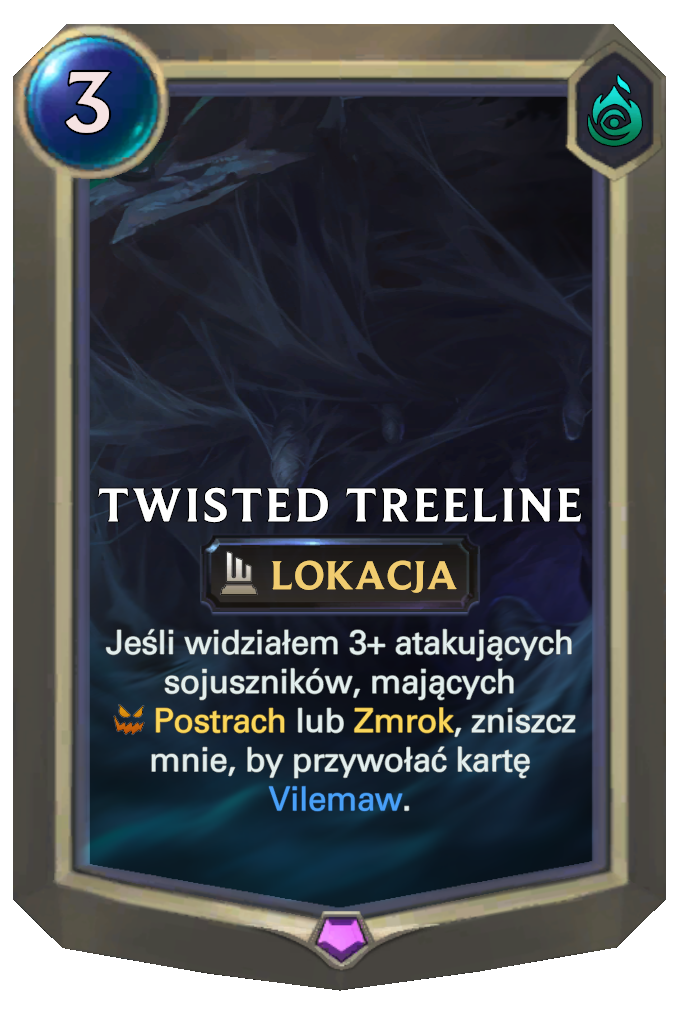 3
TWISTED TREELINE
LOKACJA
Jeśli widziałem 3+ atakujących
sojuszników, mających
Postrach lub Zmrok, zniszcz
mnie, by przywołać kartę
Vilemaw.